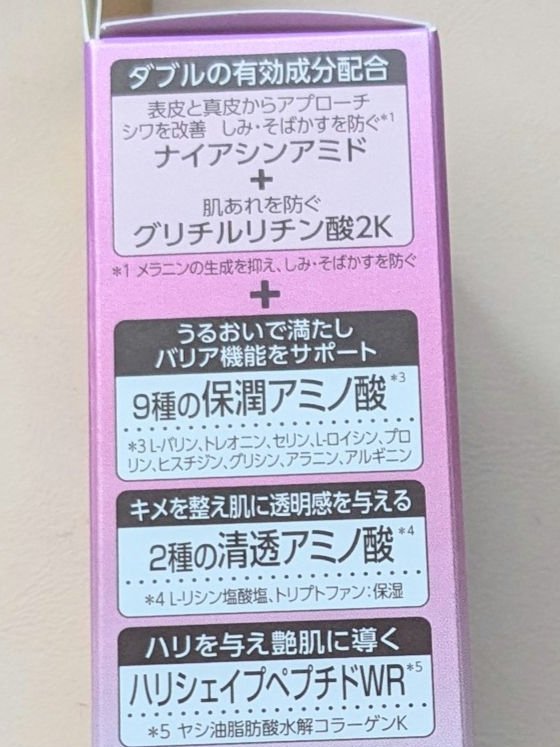 ダブルの有効成分配合
表皮と真皮からアプローチ
シワを改善 しみ・そばかすを防ぐ*1
ナイアシンアミド
+
肌あれを防ぐ
グリチルリチン酸2K
*1 メラニンの生成を抑え、しみ・そばかすを防ぐ
+
うるおいで満たし
バリア機能をサポート
9種の保潤アミノ酸*3
*3 L-バリン、トレオニン、セリン、L-ロイシン、プロ
リン、ヒスチジン、グリシン、アラニン、アルギニン
キメを整え肌に透明感を与える
2種の清透アミノ酸*4
*4 L-リシン塩酸塩、トリプトファン:保湿
ハリを与え艶肌に導く
ハリシェイプペプチドWR*5
*5 ヤシ油脂肪酸水解コラーゲンK